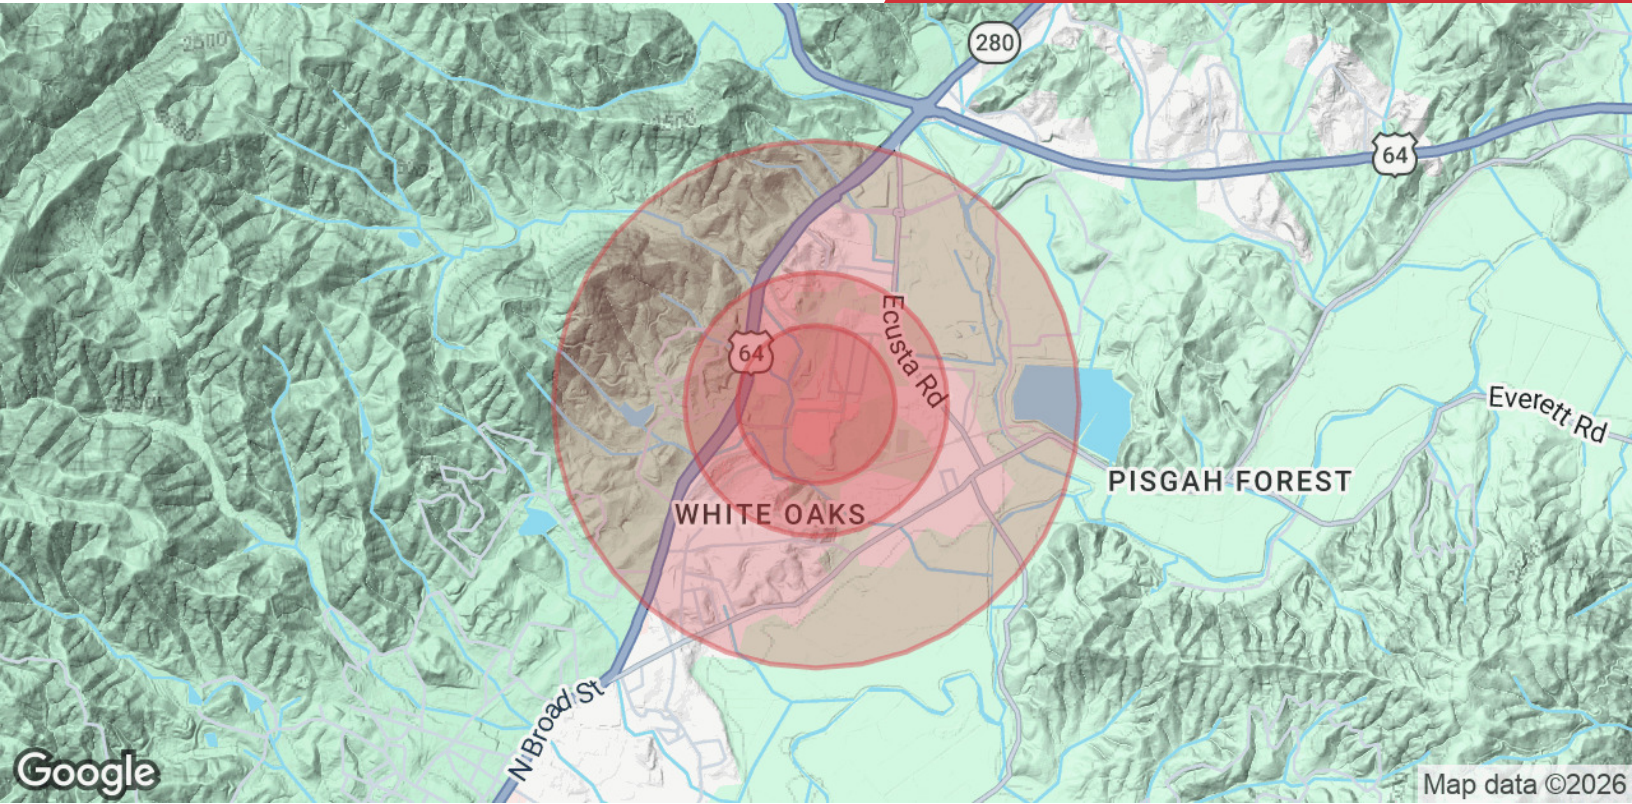 280
64
64
Ecusta Rd
Everett Rd
PISGAH FOREST
WHITE OAKS
N Broad St
Google
Map data ©2026